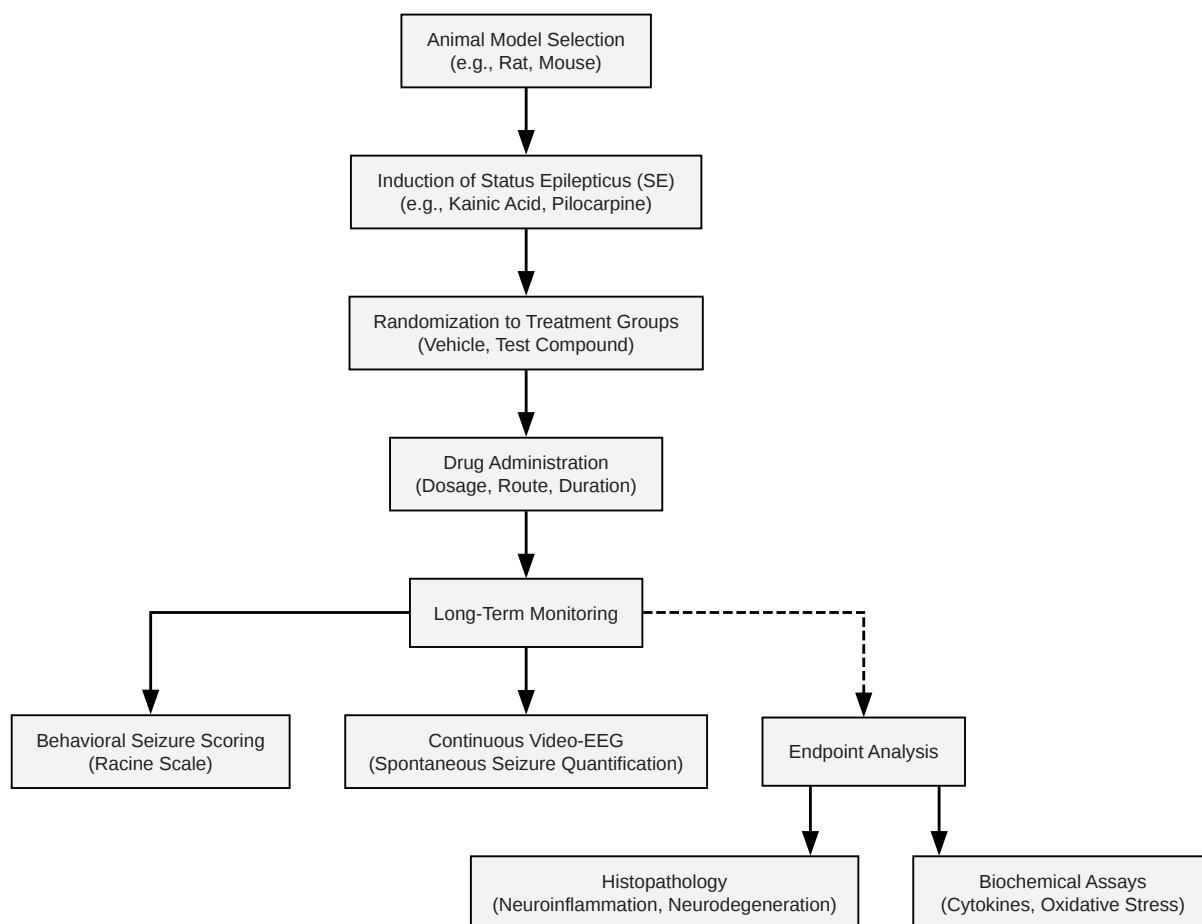 Animal Model Selection
(e.g., Rat, Mouse)
Induction of Status Epilepticus (SE)
(e.g., Kainic Acid, Pilocarpine)
Randomization to Treatment Groups
(Vehicle, Test Compound)
Drug Administration
(Dosage, Route, Duration)
Long-Term Monitoring
Behavioral Seizure Scoring
(Racine Scale)
Continuous Video-EEG
(Spontaneous Seizure Quantification)
Endpoint Analysis
Histopathology
(Neuroinflammation, Neurodegeneration)
Biochemical Assays
(Cytokines, Oxidative Stress)